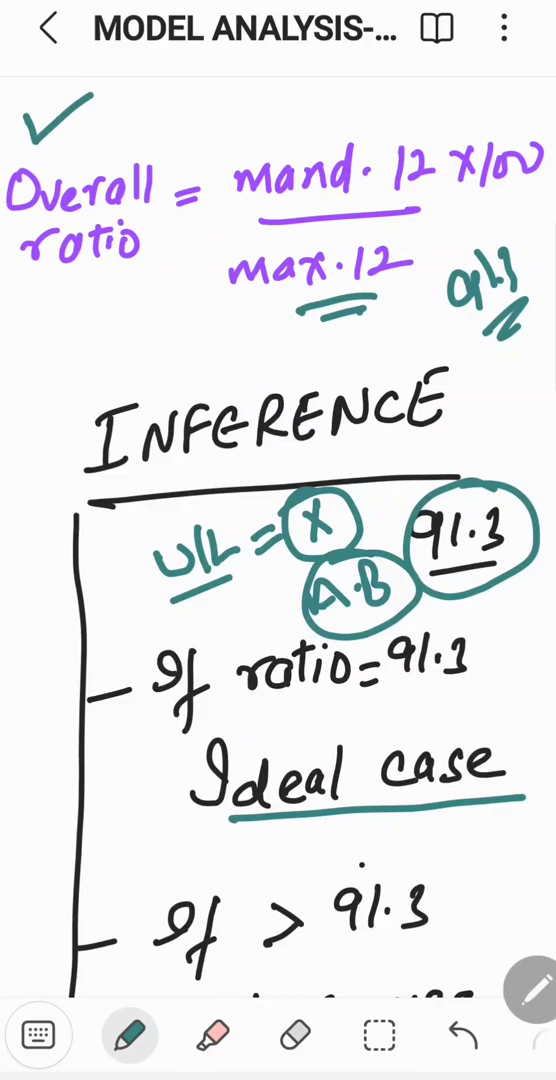 MODEL ANALYSIS-...
Overall ratio = mand. 12 X100
max. 12
91.3
INFERENCE
U/L = X 91.3
A.B
- If ratio = 91.3
Ideal case
- If > 91.3